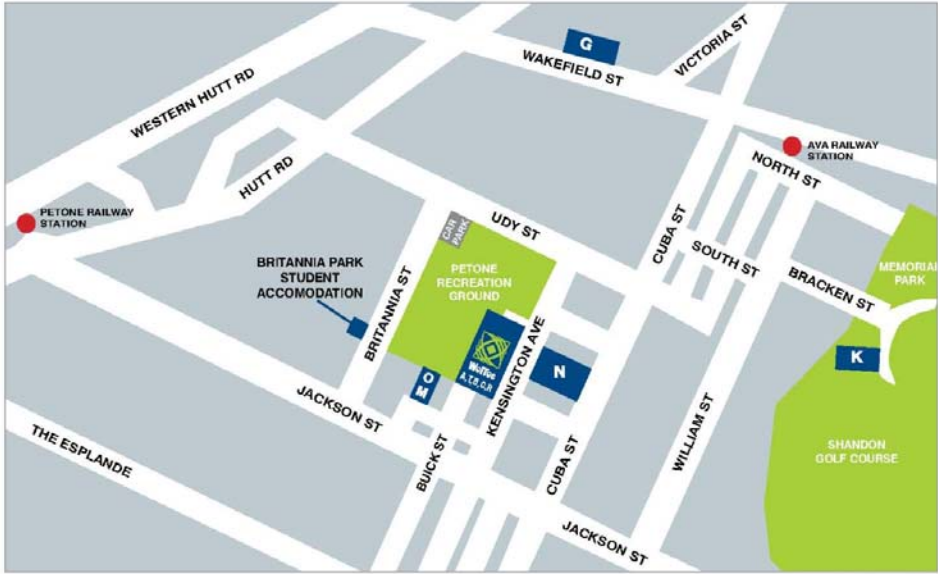 G
WAKEFIELD ST
VICTORIA ST
WESTERN HUTT RD
AVA RAILWAY
STATION
NORTH ST
HUTT RD
PETONE RAILWAY
STATION
CAR
PARK
UDY ST
CUBA ST
SOUTH ST
BRACKEN ST
MEMORIAL
PARK
BRITANNIA PARK
STUDENT
ACCOMODATION
PETONE
RECREATION
GROUND
BRITANNIA ST
KENSINGTON AVE
WelTec
A,T,B,C,R
N
K
O
M
JACKSON ST
BUICK ST
CUBA ST
WILLIAM ST
SHANDON
GOLF COURSE
THE ESPLANDE
JACKSON ST